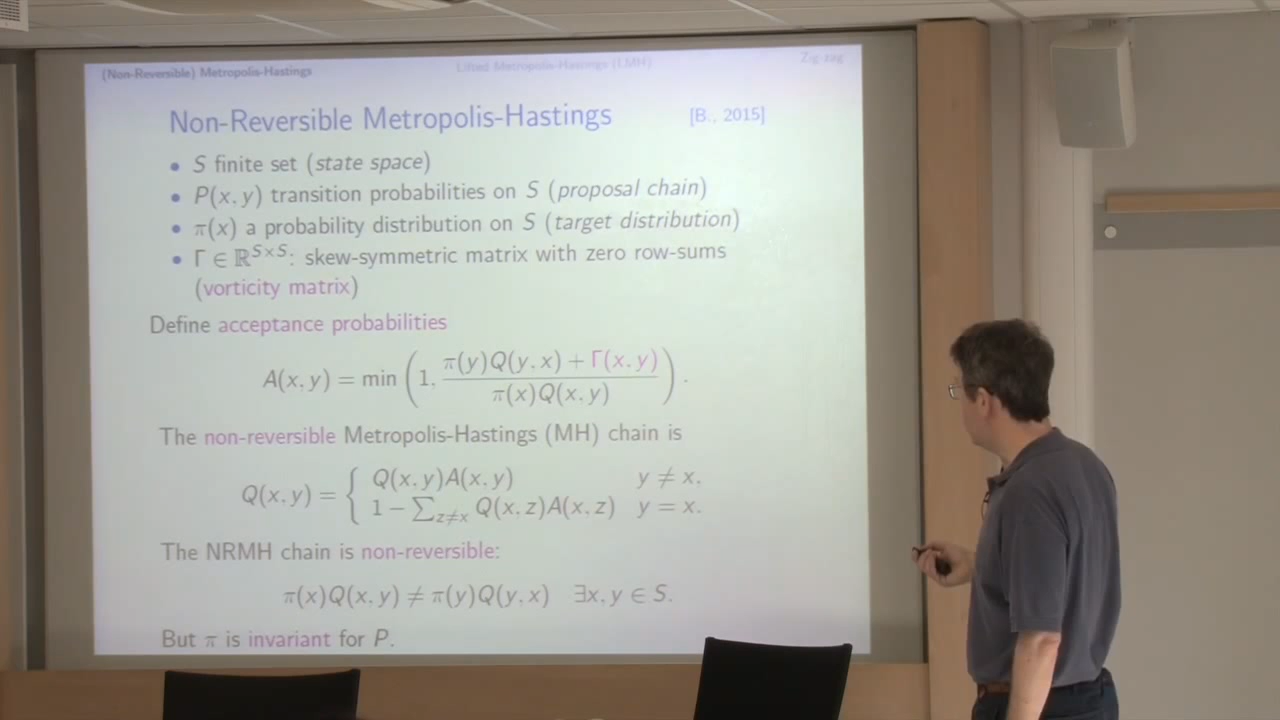 (Non-Reversible) Metropolis-Hastings Lifted Metropolis-Hastings (LMH) Zig-zag
Non-Reversible Metropolis-Hastings [B., 2015]
• S finite set (state space)
• P(x, y) transition probabilities on S (proposal chain)
• π(x) a probability distribution on S (target distribution)
• Γ ∈ ℝ^{S×S}: skew-symmetric matrix with zero row-sums
(vorticity matrix)
Define acceptance probabilities
A(x, y) = min (1, (π(y)Q(y, x) + Γ(x, y)) / (π(x)Q(x, y))).
The non-reversible Metropolis-Hastings (MH) chain is
Q(x, y) = { Q(x, y)A(x, y) y ≠ x,
1 − ∑_{z≠x} Q(x, z)A(x, z) y = x.
The NRMH chain is non-reversible:
π(x)Q(x, y) ≠ π(y)Q(y, x) ∃x, y ∈ S.
But π is invariant for P.